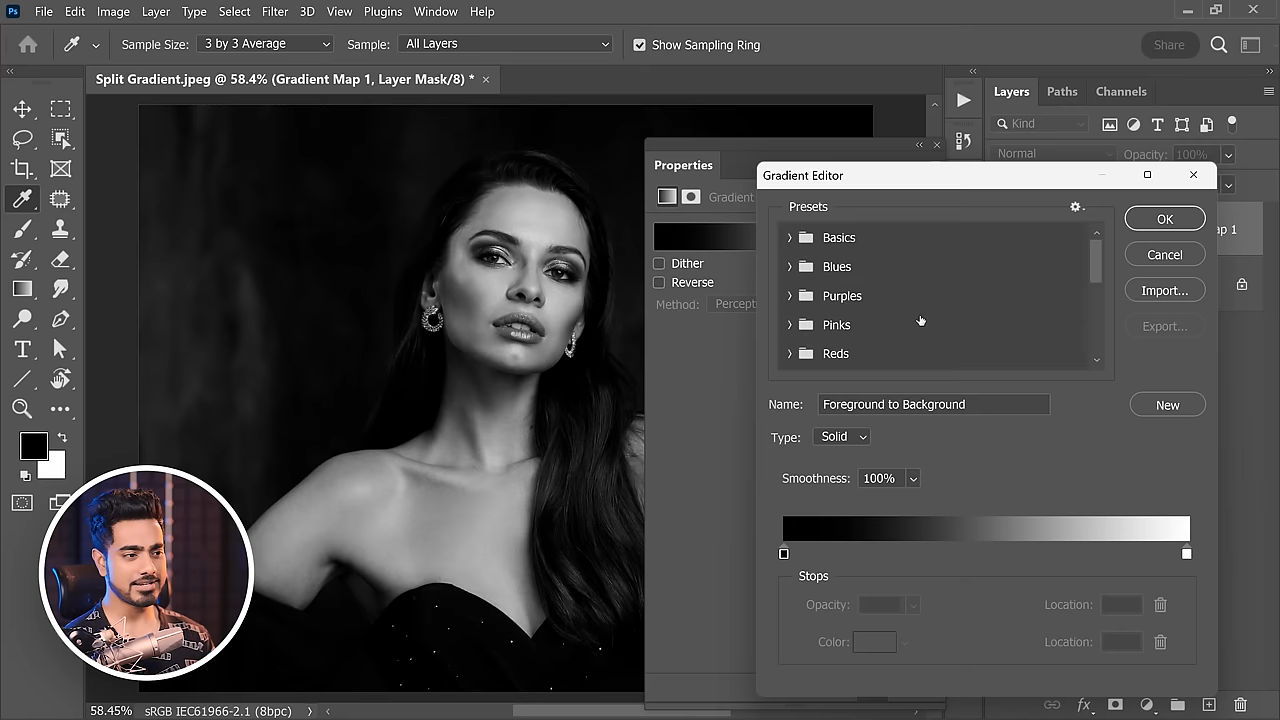 Ps File Edit Image Layer Type Select Filter 3D View Plugins Window Help
Sample Size: 3 by 3 Average Sample: All Layers Show Sampling Ring Share
Split Gradient.jpeg @ 58.4% (Gradient Map 1, Layer Mask/8) * ×
Layers Paths Channels
Kind
Normal Opacity: 100%
Properties
Gradient
Dither
Reverse
Method: Percept
Gradient Editor
Presets
Basics
Blues
Purples
Pinks
Reds
OK
Cancel
Import...
Export...
Name: Foreground to Background New
Type: Solid
Smoothness: 100%
Stops
Opacity: Location:
Color: Location:
ap 1
58.45% sRGB IEC61966-2.1 (8bpc)
fx